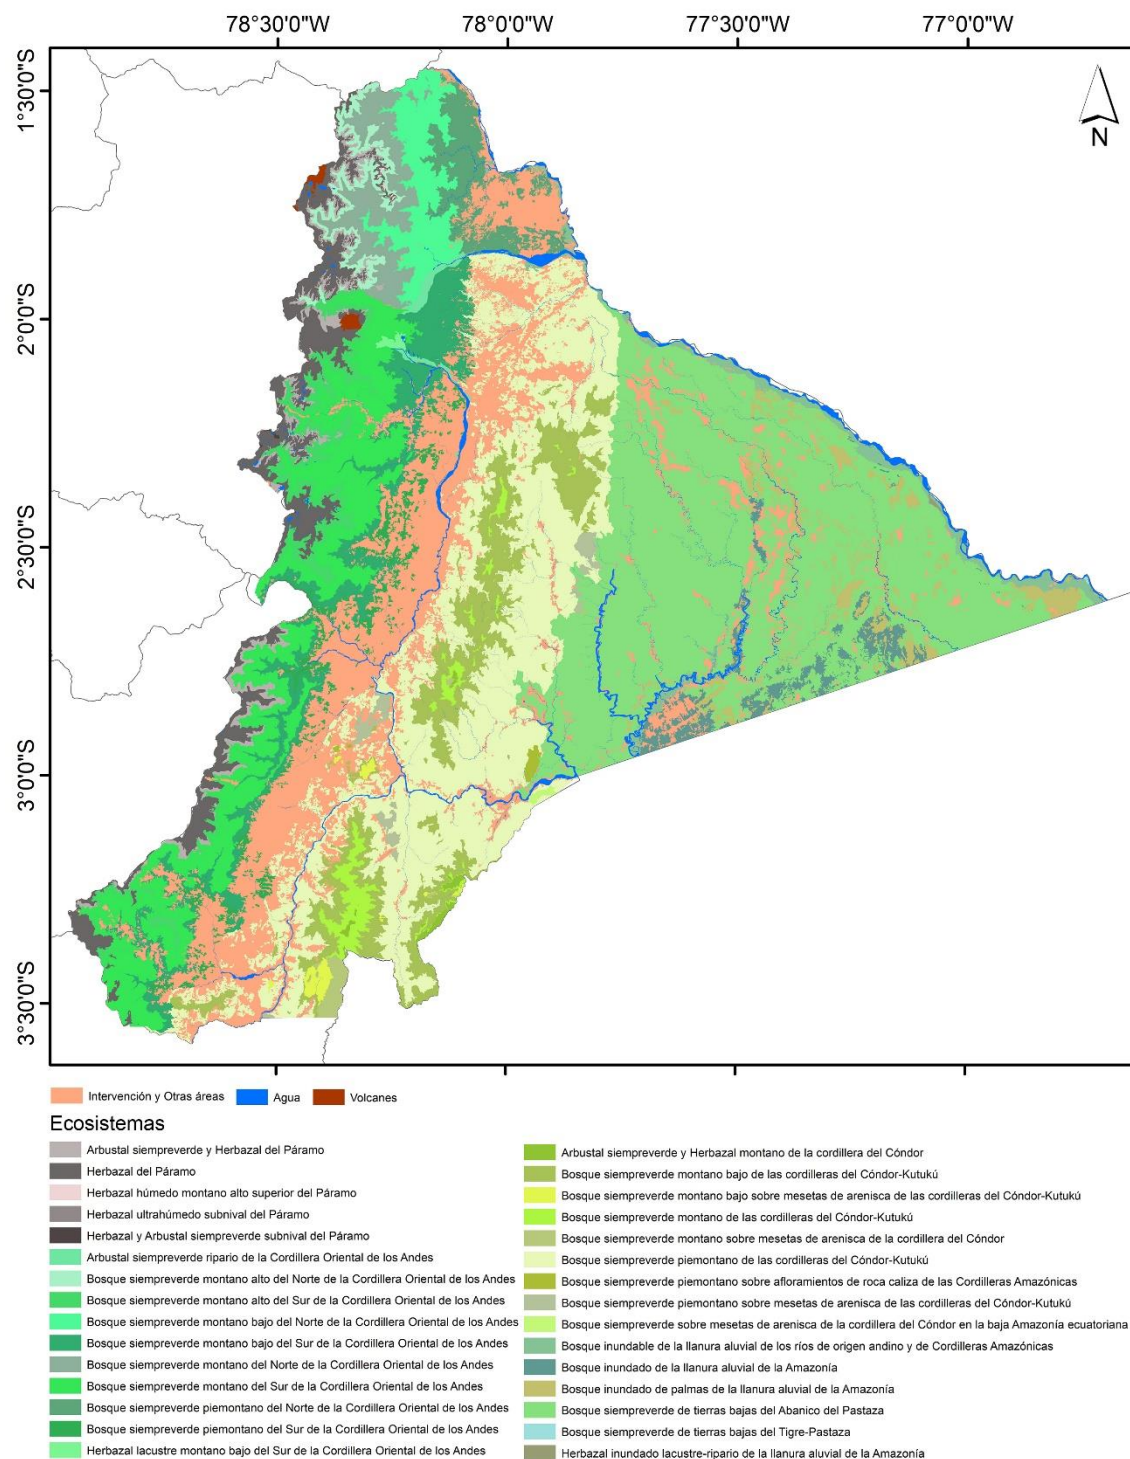 78°30'0"W
78°0'0"W
77°30'0"W
77°0'0"W
1°30'0"S
2°0'0"S
2°30'0"S
3°0'0"S
3°30'0"S
N
Intervención y Otras áreas
Agua
Volcanes
Ecosistemas
Arbustal siempreverde y Herbazal del Páramo
Herbazal del Páramo
Herbazal húmedo montano alto superior del Páramo
Herbazal ultrahúmedo subnival del Páramo
Herbazal y Arbustal siempreverde subnival del Páramo
Arbustal siempreverde ripario de la Cordillera Oriental de los Andes
Bosque siempreverde montano alto del Norte de la Cordillera Oriental de los Andes
Bosque siempreverde montano alto del Sur de la Cordillera Oriental de los Andes
Bosque siempreverde montano bajo del Norte de la Cordillera Oriental de los Andes
Bosque siempreverde montano bajo del Sur de la Cordillera Oriental de los Andes
Bosque siempreverde montano del Norte de la Cordillera Oriental de los Andes
Bosque siempreverde montano del Sur de la Cordillera Oriental de los Andes
Bosque siempreverde piemontano del Norte de la Cordillera Oriental de los Andes
Bosque siempreverde piemontano del Sur de la Cordillera Oriental de los Andes
Herbazal lacustre montano bajo del Sur de la Cordillera Oriental de los Andes
Arbustal siempreverde y Herbazal montano de la cordillera del Cóndor
Bosque siempreverde montano bajo de las cordilleras del Cóndor-Kutukú
Bosque siempreverde montano bajo sobre mesetas de arenisca de las cordilleras del Cóndor-Kutukú
Bosque siempreverde montano de las cordilleras del Cóndor-Kutukú
Bosque siempreverde montano sobre mesetas de arenisca de la cordillera del Cóndor
Bosque siempreverde piemontano de las cordilleras del Cóndor-Kutukú
Bosque siempreverde piemontano sobre afloramientos de roca caliza de las Cordilleras Amazónicas
Bosque siempreverde piemontano sobre mesetas de arenisca de las cordilleras del Cóndor-Kutukú
Bosque siempreverde sobre mesetas de arenisca de la cordillera del Cóndor en la baja Amazonía ecuatoriana
Bosque inundable de la llanura aluvial de los ríos de origen andino y de Cordilleras Amazónicas
Bosque inundado de la llanura aluvial de la Amazonía
Bosque inundado de palmas de la llanura aluvial de la Amazonía
Bosque siempreverde de tierras bajas del Abanico del Pastaza
Bosque siempreverde de tierras bajas del Tigre-Pastaza
Herbazal inundado lacustre-ripario de la llanura aluvial de la Amazonía